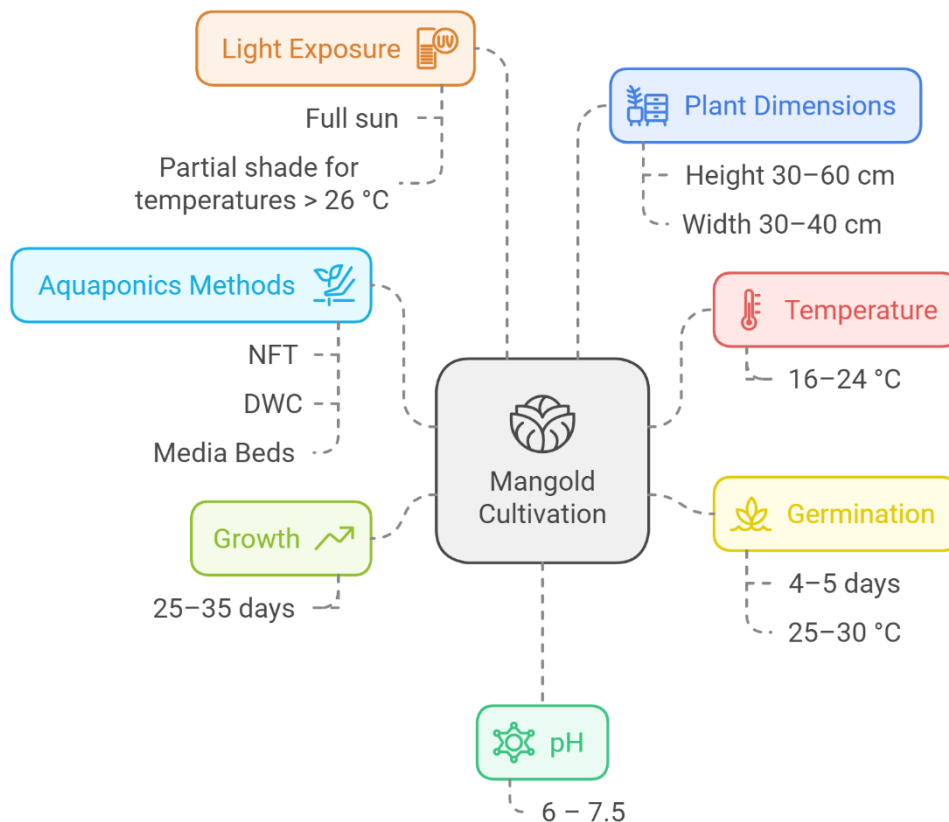 Light Exposure
UV
Full sun
Partial shade for
temperatures > 26 °C
Plant Dimensions
Height 30–60 cm
Width 30–40 cm
Aquaponics Methods
NFT
DWC
Media Beds
Temperature
16–24 °C
Mangold
Cultivation
Growth
25–35 days
Germination
4–5 days
25–30 °C
pH
6 – 7.5